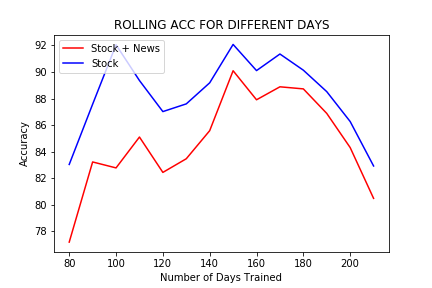 ROLLING ACC FOR DIFFERENT DAYS
Stock + News
Stock
Accuracy
92
90
88
86
84
82
80
78
80 100 120 140 160 180 200
Number of Days Trained